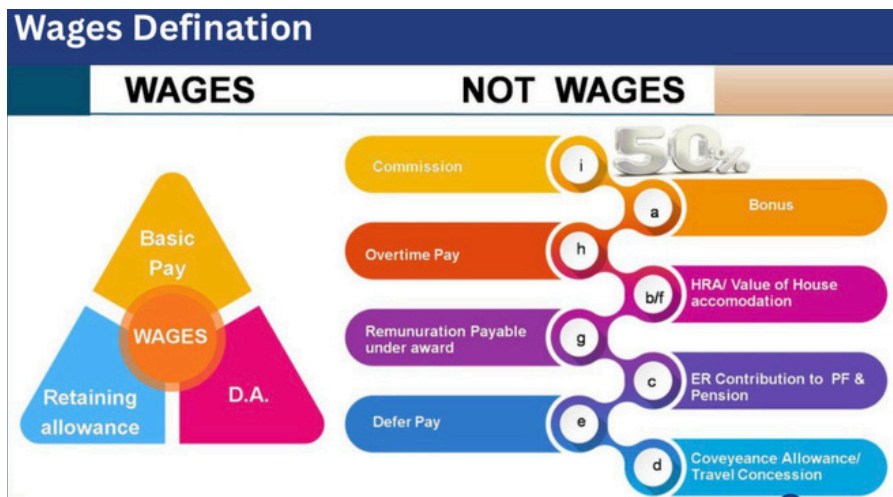 Wages Defination
WAGES
NOT WAGES
Basic
Pay
WAGES
Retaining
allowance
D.A.
50%
Commission
i
a
Bonus
Overtime Pay
h
b/f
HRA/ Value of House
accomodation
Remunuration Payable
under award
g
c
ER Contribution to PF &
Pension
Defer Pay
e
d
Coveyeance Allowance/
Travel Concession